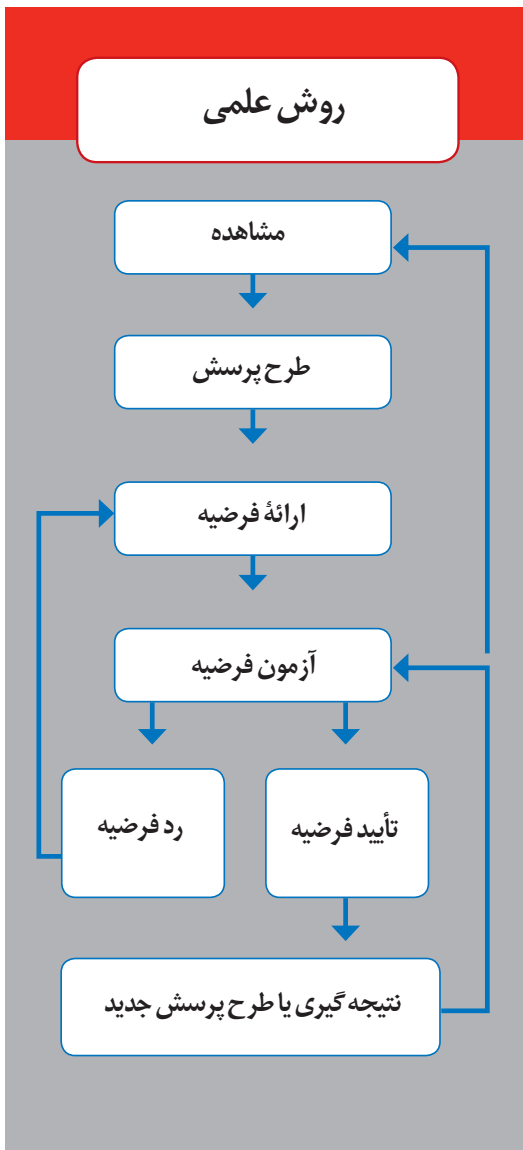 روش علمی
مشاهده
طرح پرسش
ارائهٔ فرضیه
آزمون فرضیه
تأیید فرضیه
رد فرضیه
نتیجه گیری یا طرح پرسش جدید